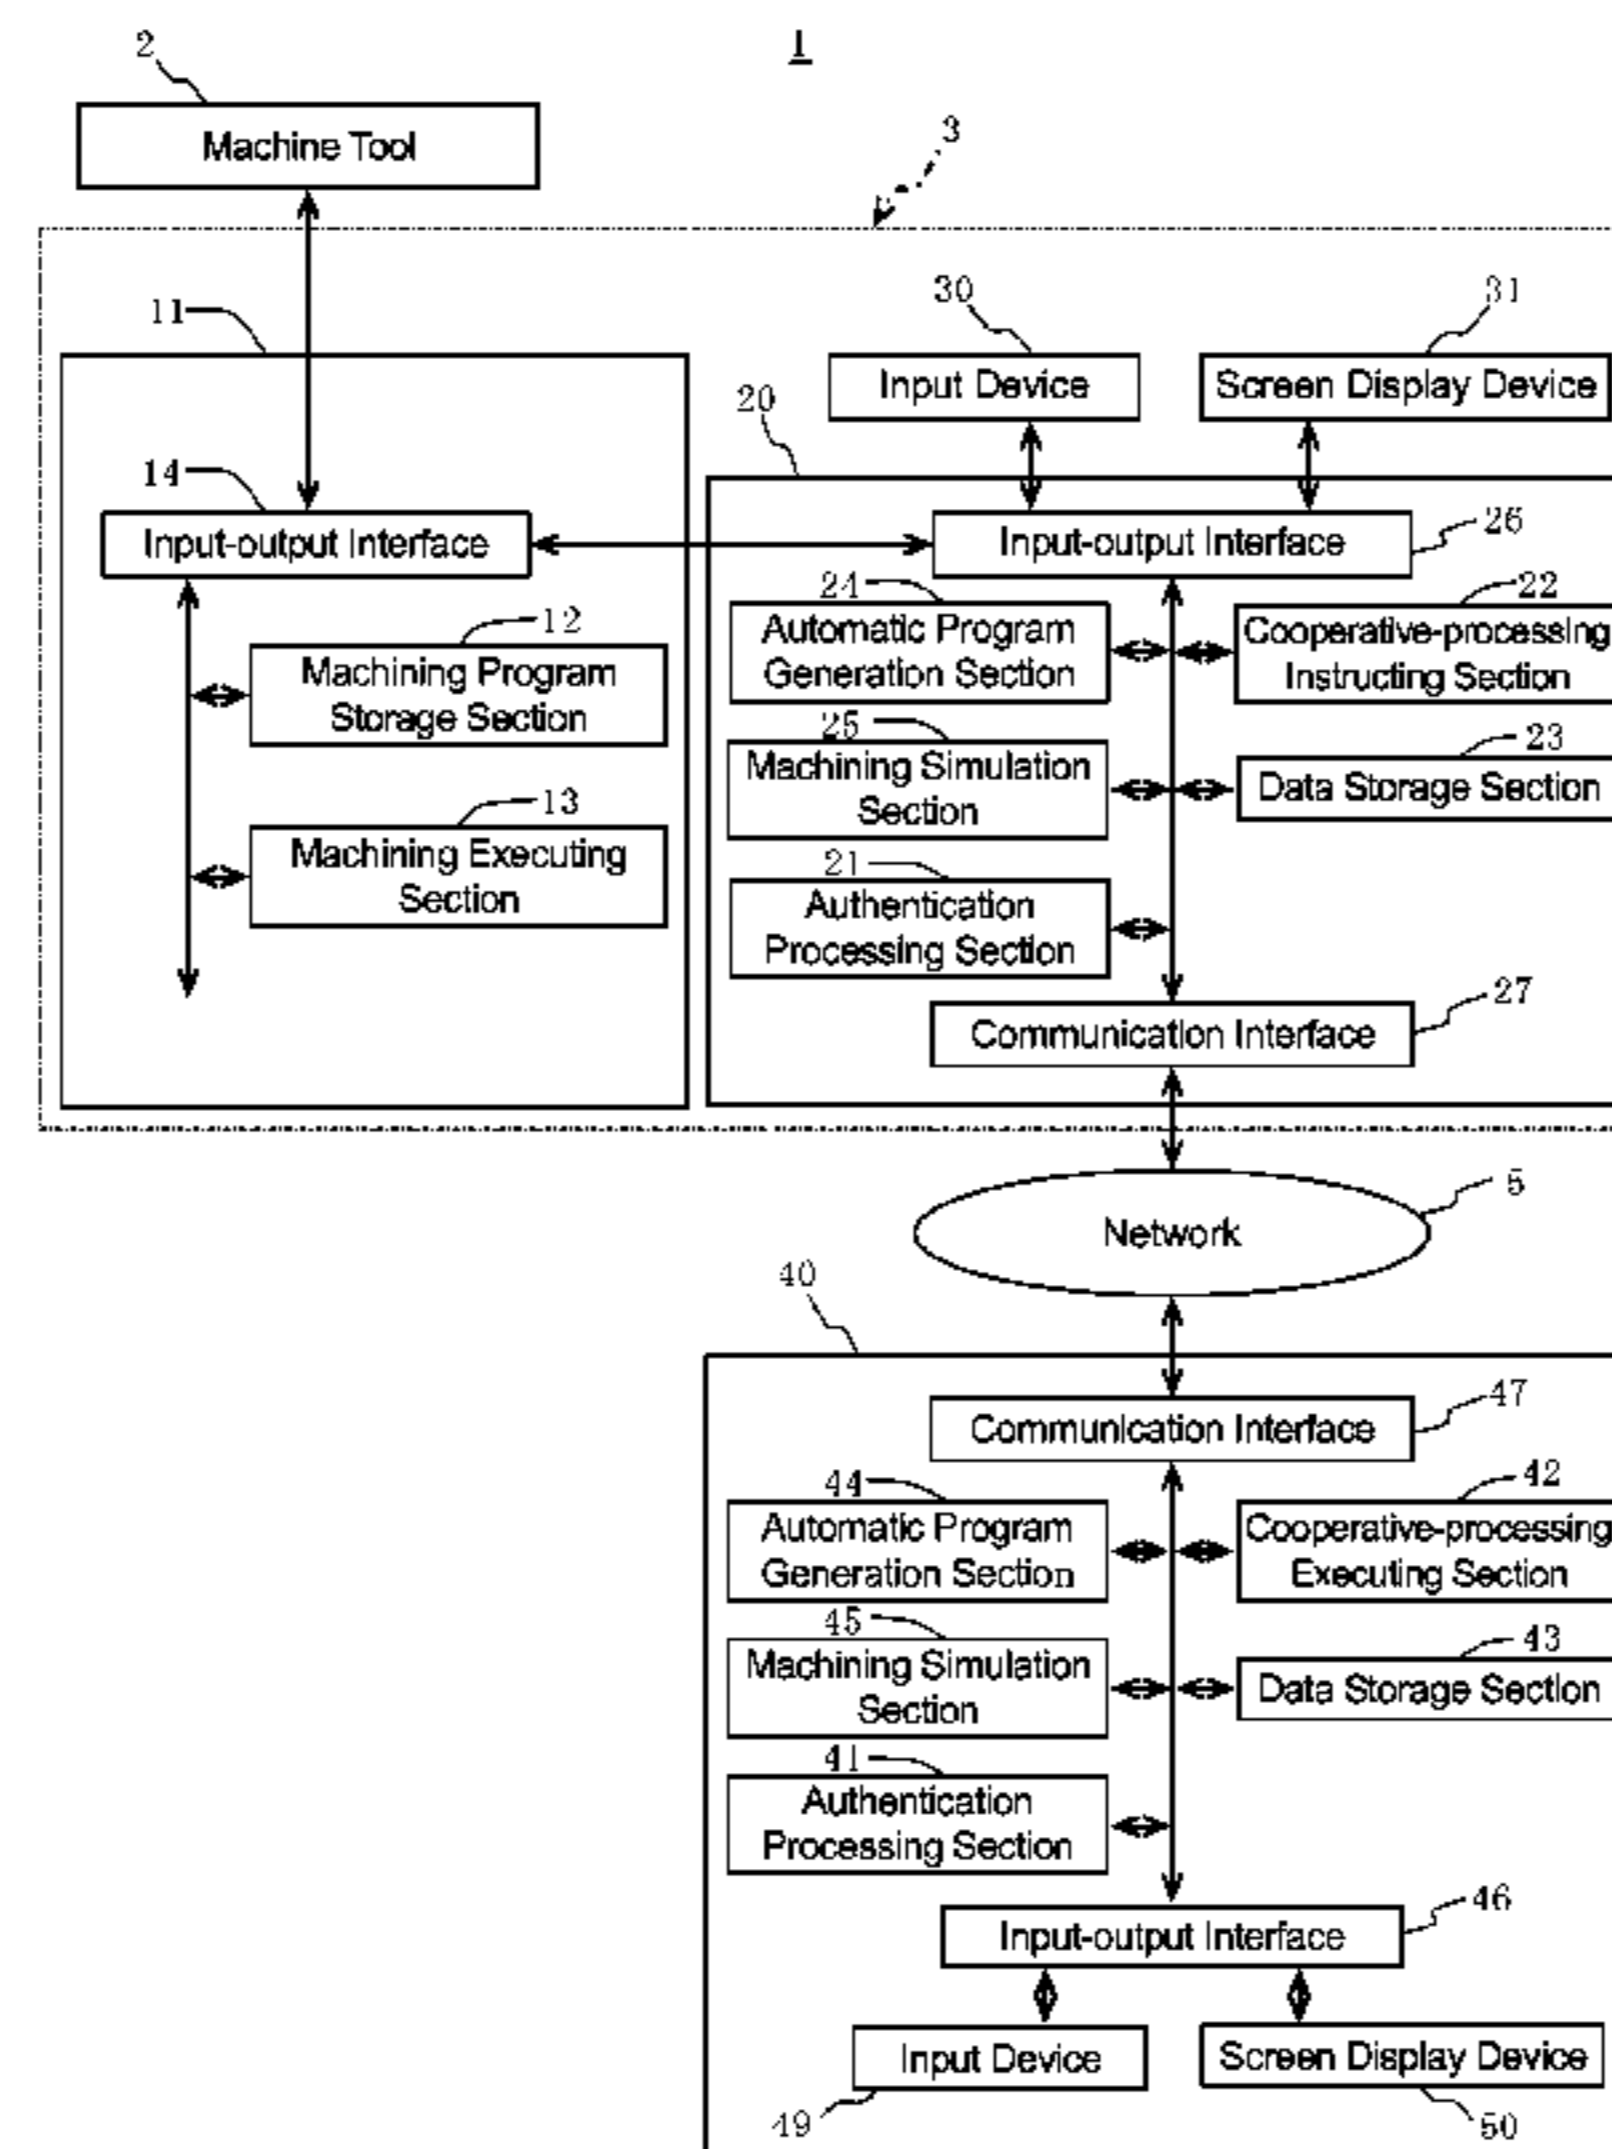 1
2
Machine Tool
3
11
30
31
Input Device
Screen Display Device
20
14
Input-output Interface
Input-output Interface
26
12
Machining Program
Storage Section
13
Machining Executing
Section
24
Automatic Program
Generation Section
22
Cooperative-processing
Instructing Section
25
Machining Simulation
Section
23
Data Storage Section
21
Authentication
Processing Section
27
Communication Interface
5
Network
40
47
Communication Interface
44
Automatic Program
Generation Section
42
Cooperative-processing
Executing Section
45
Machining Simulation
Section
43
Data Storage Section
41
Authentication
Processing Section
46
Input-output Interface
Input Device
Screen Display Device
49
50